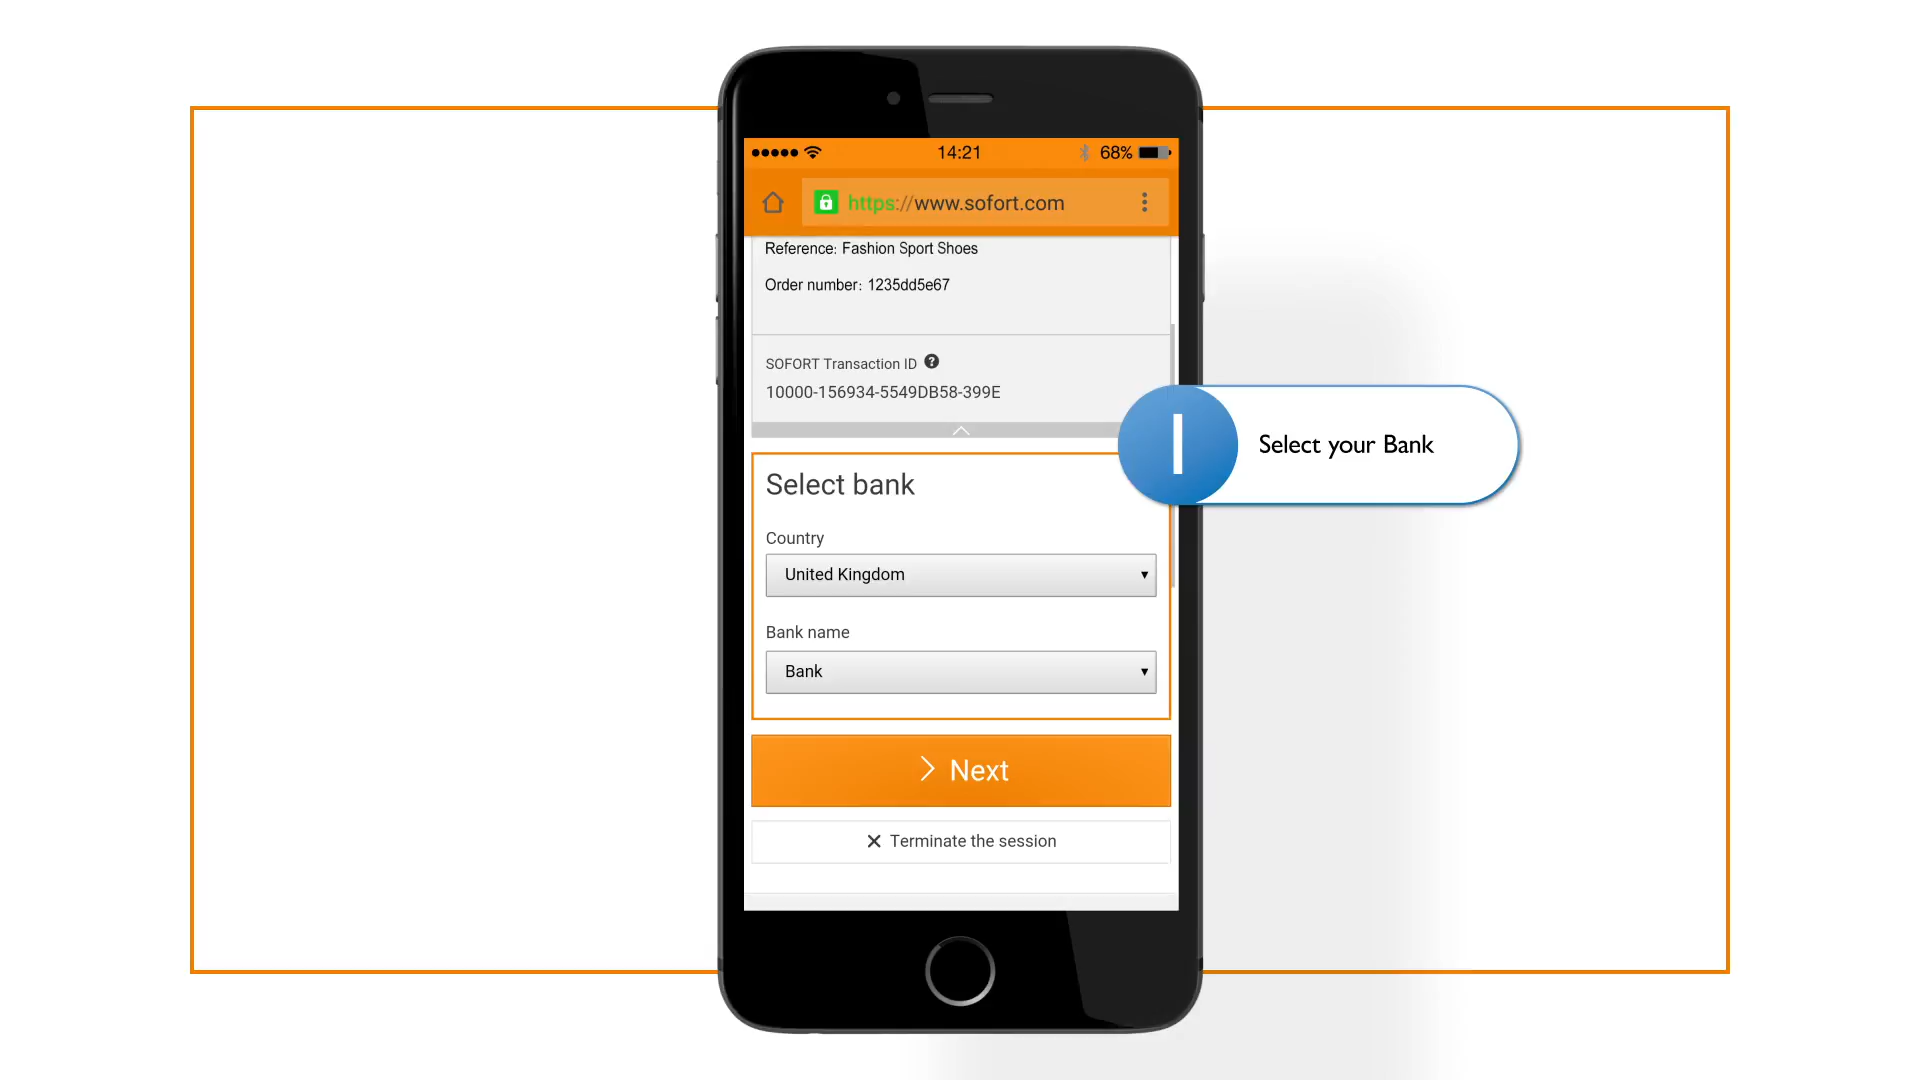 14:21
68%
https://www.sofort.com
Reference: Fashion Sport Shoes
Order number: 1235dd5e67
SOFORT Transaction ID ?
10000-156934-5549DB58-399E
1 Select your Bank
Select bank
Country
United Kingdom
Bank name
Bank
Next
Terminate the session